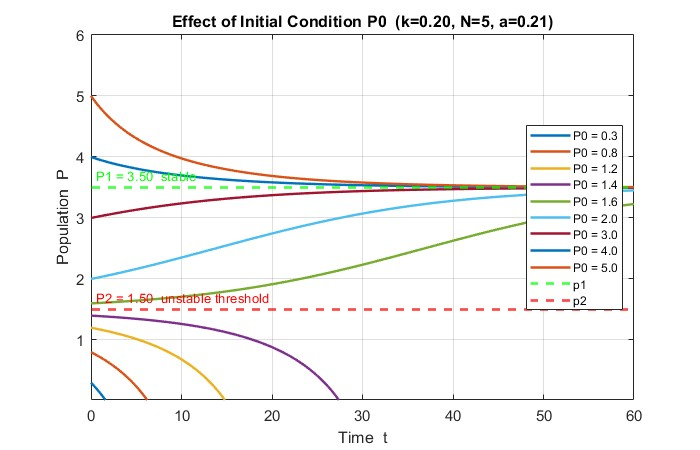 Effect of Initial Condition P0 (k=0.20, N=5, a=0.21)
6
5
4
3
2
1
Population P
P1 = 3.50 stable
P2 = 1.50 unstable threshold
P0 = 0.3
P0 = 0.8
P0 = 1.2
P0 = 1.4
P0 = 1.6
P0 = 2.0
P0 = 3.0
P0 = 4.0
P0 = 5.0
p1
p2
0 10 20 30 40 50 60
Time t